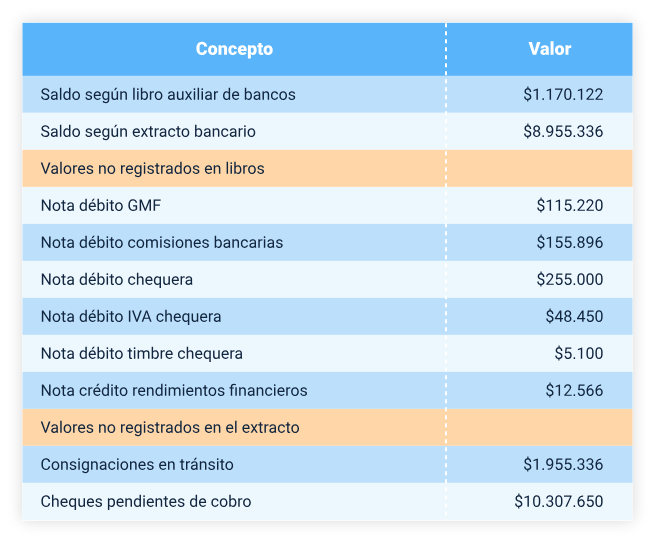 Concepto Valor
Saldo según libro auxiliar de bancos $1.170.122
Saldo según extracto bancario $8.955.336
Valores no registrados en libros
Nota débito GMF $115.220
Nota débito comisiones bancarias $155.896
Nota débito chequera $255.000
Nota débito IVA chequera $48.450
Nota débito timbre chequera $5.100
Nota crédito rendimientos financieros $12.566
Valores no registrados en el extracto
Consignaciones en tránsito $1.955.336
Cheques pendientes de cobro $10.307.650